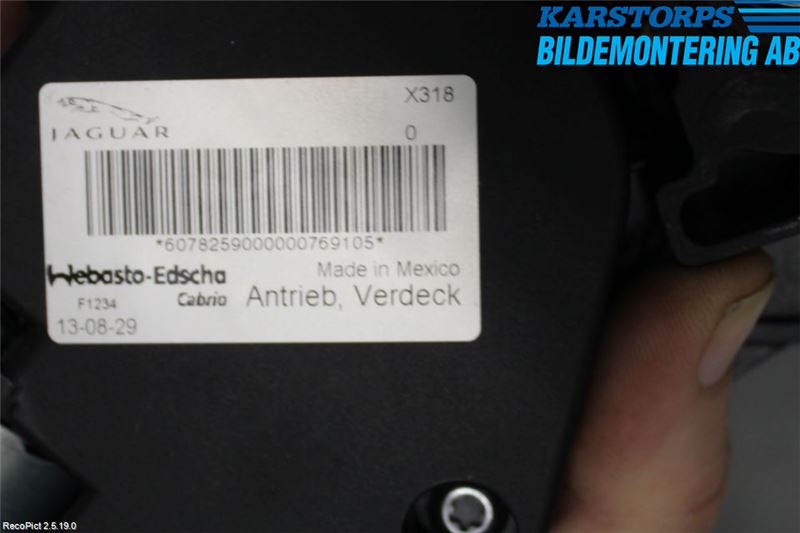 KARSTORPS
BILDEMONTERING AB
JAGUAR
X318
0
*6078259000000769105*
Webasto-Edscha
Cabrio
Made in Mexico
F1234
Antrieb, Verdeck
13-08-29
RecoPict 2.5.19.0